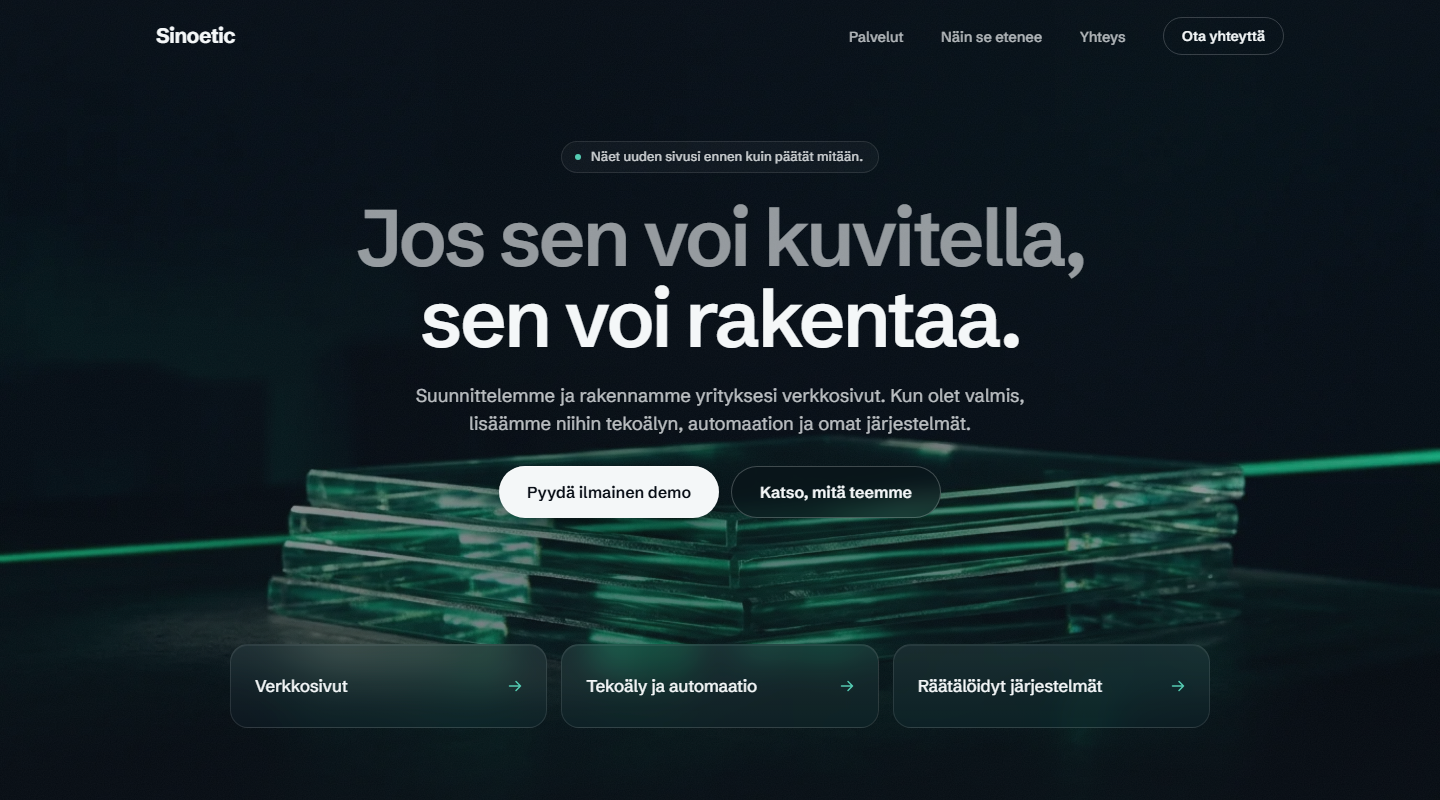 Sinoetic
Palvelut
Näin se etenee
Yhteys
Ota yhteyttä
Näet uuden sivusi ennen kuin päätät mitään.
Jos sen voi kuvitella,
sen voi rakentaa.
Suunnittelemme ja rakennamme yrityksesi verkkosivut. Kun olet valmis,
lisäämme niihin tekoälyn, automaation ja omat järjestelmät.
Pyydä ilmainen demo
Katso, mitä teemme
Verkkosivut
Tekoäly ja automaatio
Räätälöidyt järjestelmät